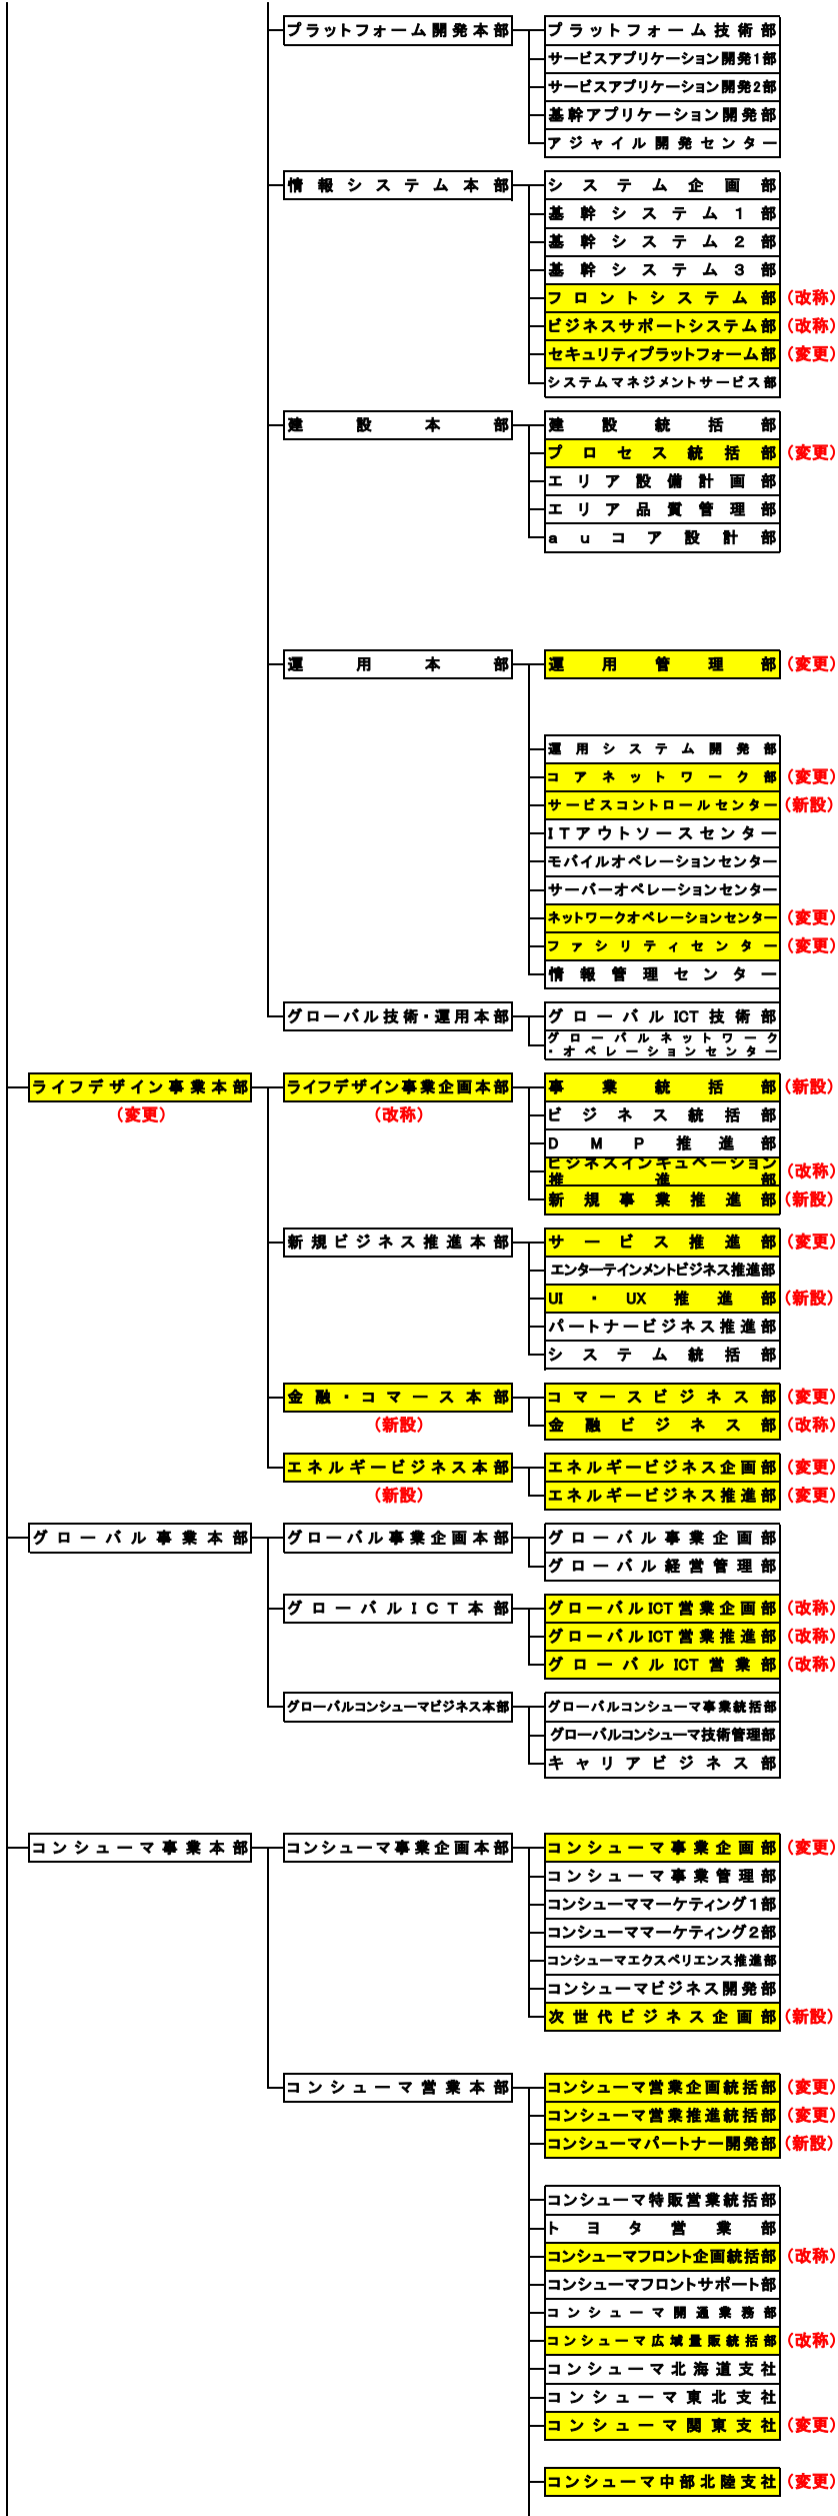 プラットフォーム開発本部 プラットフォーム技術部
サービスアプリケーション開発1部
サービスアプリケーション開発2部
基幹アプリケーション開発部
アジャイル開発センター
情報システム本部 システム企画部
基幹システム1部
基幹システム2部
基幹システム3部
フロントシステム部 (改称)
ビジネスサポートシステム部 (改称)
セキュリティプラットフォーム部 (変更)
システムマネジメントサービス部
建設本部 建設統括部
プロセス統括部 (変更)
エリア設備計画部
エリア品質管理部
auコア設計部
運用本部 運用管理部 (変更)
運用システム開発部
コアネットワーク部 (変更)
サービスコントロールセンター (新設)
ITアウトソースセンター
モバイルオペレーションセンター
サーバーオペレーションセンター
ネットワークオペレーションセンター (変更)
ファシリティセンター (変更)
情報管理センター
グローバル技術・運用本部 グローバルICT技術部
グローバルネットワーク
・オペレーションセンター
ライフデザイン事業本部 ライフデザイン事業企画本部 事業統括部 (新設)
(変更) (改称) ビジネス統括部
DMP推進部
ビジネスインキュベーション
推進部 (改称)
新規事業推進部 (新設)
新規ビジネス推進本部 サービス推進部 (変更)
エンターテインメントビジネス推進部
UI・UX推進部 (新設)
パートナービジネス推進部
システム統括部
金融・コマース本部 コマースビジネス部 (変更)
(新設) 金融ビジネス部 (改称)
エネルギービジネス本部 エネルギービジネス企画部 (変更)
(新設) エネルギービジネス推進部 (変更)
グローバル事業本部 グローバル事業企画本部 グローバル事業企画部
グローバル経営管理部
グローバルICT本部 グローバルICT営業企画部 (改称)
グローバルICT営業推進部 (改称)
グローバルICT営業部 (改称)
グローバルコンシューマビジネス本部 グローバルコンシューマ事業統括部
グローバルコンシューマ技術管理部
キャリアビジネス部
コンシューマ事業本部 コンシューマ事業企画本部 コンシューマ事業企画部 (変更)
コンシューマ事業管理部
コンシューママーケティング1部
コンシューママーケティング2部
コンシューマエクスペリエンス推進部
コンシューマビジネス開発部
次世代ビジネス企画部 (新設)
コンシューマ営業本部 コンシューマ営業企画統括部 (変更)
コンシューマ営業推進統括部 (変更)
コンシューマパートナー開発部 (新設)
コンシューマ特販営業統括部
トヨタ営業部
コンシューマフロント企画統括部 (改称)
コンシューマフロントサポート部
コンシューマ開通業務部
コンシューマ広域量販統括部 (改称)
コンシューマ北海道支社
コンシューマ東北支社
コンシューマ関東支社 (変更)
コンシューマ中部北陸支社 (変更)